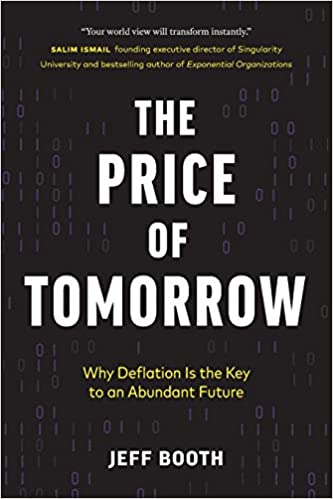 “Your world view will transform instantly.”
SALIM ISMAIL founding executive director of Singularity
University and bestselling author of Exponential Organizations
THE
PRICE
OF
TOMORROW
Why Deflation Is the Key
to an Abundant Future
JEFF BOOTH